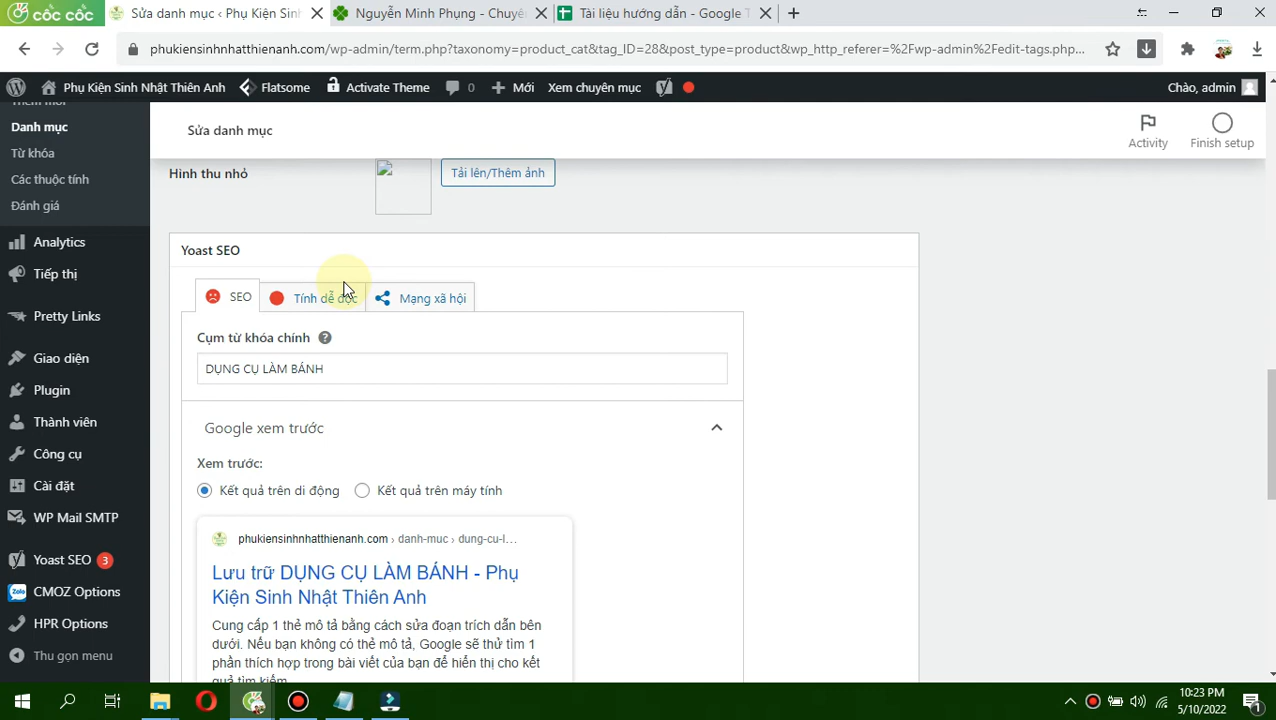 cốc cốc
Sửa danh mục ‹ Phụ Kiện Sinh
Nguyễn Minh Phụng - Chuyên
Tài liệu hướng dẫn - Google T
phukiensinhnhatthienanh.com/wp-admin/term.php?taxonomy=product_cat&tag_ID=28&post_type=product&wp_http_referer=%2Fwp-admin%2Fedit-tags.php...
Phụ Kiện Sinh Nhật Thiên Anh
Flatsome
Activate Theme
0
Mới
Xem chuyên mục
Chào, admin
Thêm mới
Danh mục
Từ khóa
Các thuộc tính
Đánh giá
Analytics
Tiếp thị
Pretty Links
Giao diện
Plugin
Thành viên
Công cụ
Cài đặt
WP Mail SMTP
Yoast SEO 3
Zalo CMOZ Options
HPR Options
Thu gọn menu
Sửa danh mục
Activity
Finish setup
Hình thu nhỏ
Tải lên/Thêm ảnh
Yoast SEO
SEO
Tính dễ đọc
Mạng xã hội
Cụm từ khóa chính
DỤNG CỤ LÀM BÁNH
Google xem trước
Xem trước:
Kết quả trên di động
Kết quả trên máy tính
phukiensinhnhatthienanh.com › danh-muc › dung-cu-l...
Lưu trữ DỤNG CỤ LÀM BÁNH - Phụ
Kiện Sinh Nhật Thiên Anh
Cung cấp 1 thẻ mô tả bằng cách sửa đoạn trích dẫn bên
dưới. Nếu bạn không có thẻ mô tả, Google sẽ thử tìm 1
phần thích hợp trong bài viết của bạn để hiển thị cho kết
quả tìm kiếm.
10:23 PM
5/10/2022
1